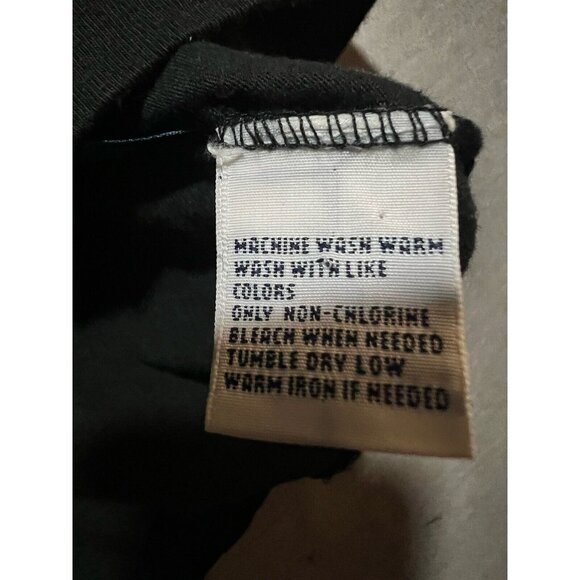 MACHINE WASH WARM
WASH WITH LIKE
COLORS
ONLY NON-CHLORINE
BLEACH WHEN NEEDED
TUMBLE DRY LOW
WARM IRON IF NEEDED